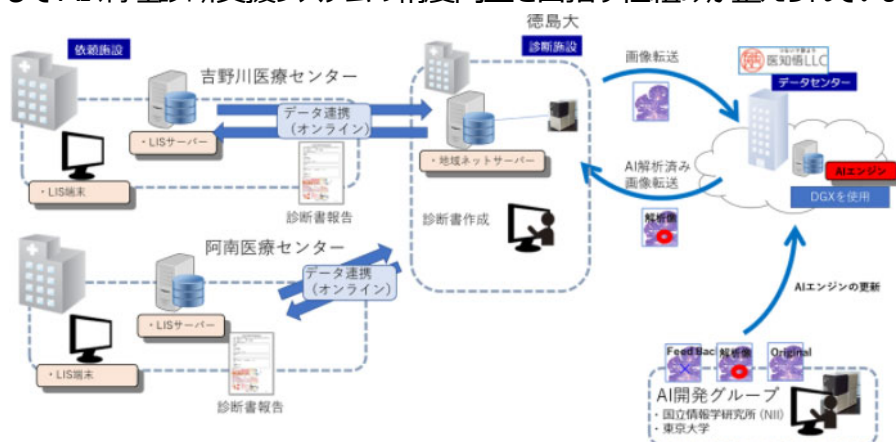 徳島大
依頼施設
吉野川医療センター
・LISサーバー
・LIS端末
データ連携
(オンライン)
診断書報告
診断施設
・地域ネットサーバー
診断書作成
画像転送
AI解析済み
画像転送
解析像
医知悟LLC
データセンター
AIエンジン
DGXを使用
阿南医療センター
・LISサーバー
・LIS端末
データ連携
(オンライン)
診断書報告
AIエンジンの更新
Feed Bac
解析像
Original
AI開発グループ
・国立情報学研究所 (NII)
・東京大学